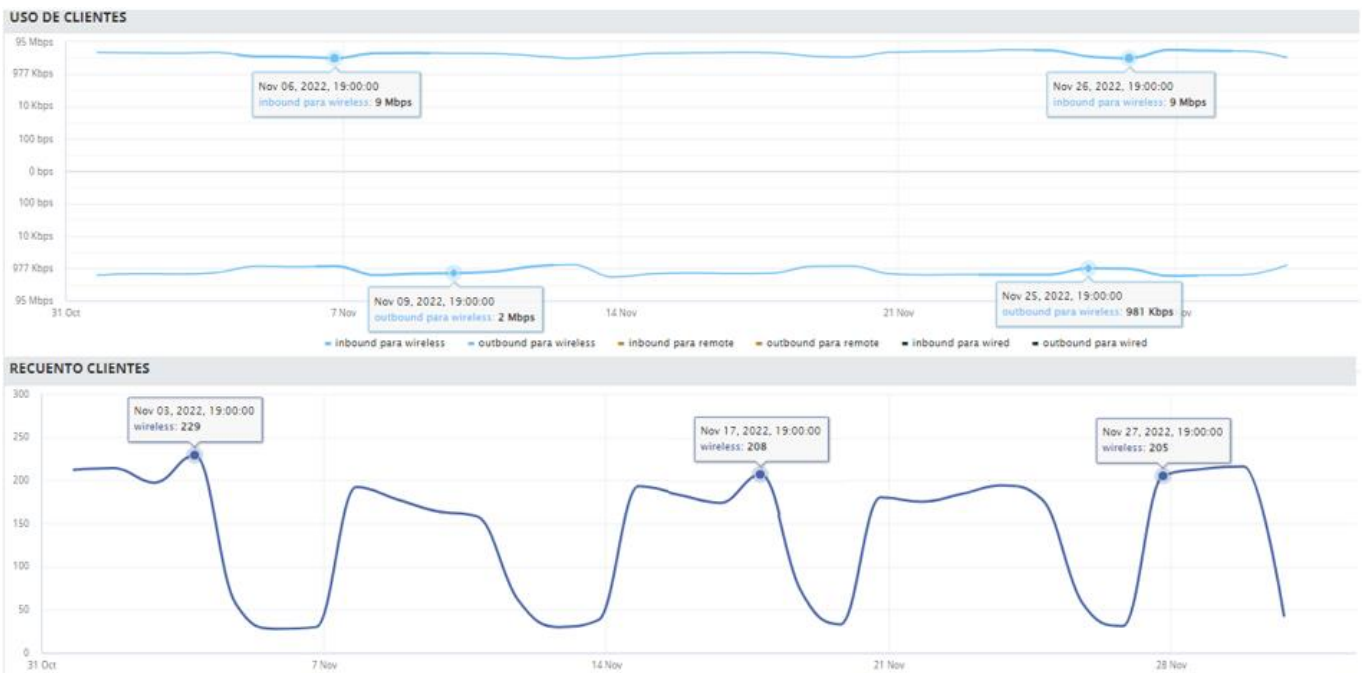 USO DE CLIENTES
95 Mbps
977 Kbps
10 Kbps
100 bps
0 bps
100 bps
10 Kbps
977 Kbps
95 Mbps
Nov 06, 2022, 19:00:00
inbound para wireless: 9 Mbps
Nov 26, 2022, 19:00:00
inbound para wireless: 9 Mbps
Nov 09, 2022, 19:00:00
outbound para wireless: 2 Mbps
Nov 25, 2022, 19:00:00
outbound para wireless: 981 Kbps
31 Oct 7 Nov 14 Nov 21 Nov ov
inbound para wireless outbound para wireless inbound para remote outbound para remote inbound para wired outbound para wired
RECUENTO CLIENTES
300
250
200
150
100
50
0
Nov 03, 2022, 19:00:00
wireless: 229
Nov 17, 2022, 19:00:00
wireless: 208
Nov 27, 2022, 19:00:00
wireless: 205
31 Oct 7 Nov 14 Nov 21 Nov 28 Nov